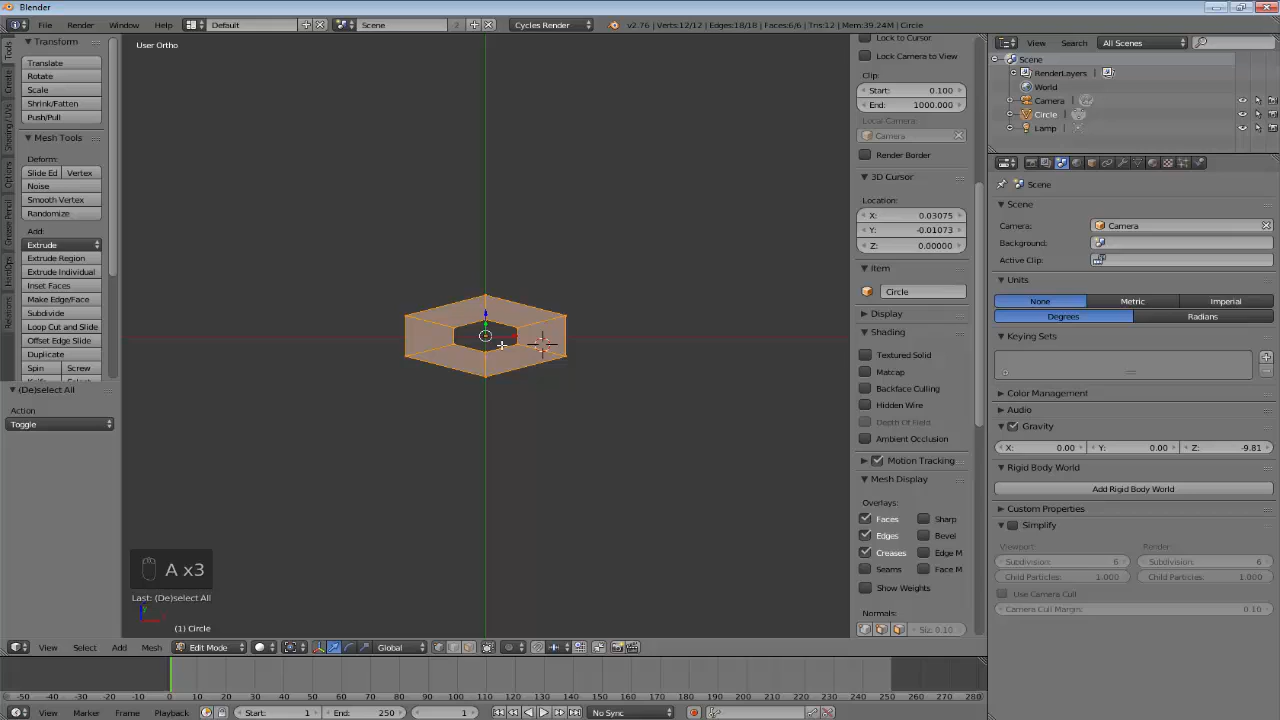 Blender
File Render Window Help Default Scene 2 Cycles Render v2.76 | Verts:12/12 | Edges:18/18 | Faces:6/6 | Tris:12 | Mem:39.24M | Circle
Tools
Create
Shading/UVs
Options
Grease Pencil
HardOps
Relations
Transform
Translate
Rotate
Scale
Shrink/Fatten
Push/Pull
Mesh Tools
Deform:
Slide Ed Vertex
Noise
Smooth Vertex
Randomize
Add:
Extrude
Extrude Region
Extrude Individual
Inset Faces
Make Edge/Face
Subdivide
Loop Cut and Slide
Offset Edge Slide
Duplicate
Spin Screw
(De)select All
Action
Toggle
User Ortho
A x3
Last: (De)select All
(1) Circle
Lock to Cursor
Lock Camera to View
Clip:
Start: 0.100
End: 1000.000
Local Camera
Camera
Render Border
3D Cursor
Location:
X: 0.03075
Y: -0.01073
Z: 0.00000
Item
Circle
Display
Shading
Textured Solid
Matcap
Backface Culling
Hidden Wire
Depth Of Field
Ambient Occlusion
Motion Tracking
Mesh Display
Overlays:
Faces Sharp
Edges Bevel
Creases Edge M
Seams Face M
Show Weights
Normals:
Siz: 0.10
View Search All Scenes
Scene
RenderLayers
World
Camera
Circle
Lamp
Scene
Scene
Camera: Camera
Background:
Active Clip:
Units
None Metric Imperial
Degrees Radians
Keying Sets
Color Management
Audio
Gravity
X: 0.00 Y: 0.00 Z: -9.81
Rigid Body World
Add Rigid Body World
Custom Properties
Simplify
Viewport: Render:
Subdivision: 6 Subdivision: 6
Child Particles: 1.000 Child Particles: 1.000
Use Camera Cull
Camera Cull Margin: 0.10
View Select Add Mesh Edit Mode Global
-50 -40 -30 -20 -10 0 10 20 30 40 50 60 70 80 90 100 110 120 130 140 150 160 170 180 190 200 210 220 230 240 250 260 270 280
View Marker Frame Playback Start: 1 End: 250 1 No Sync